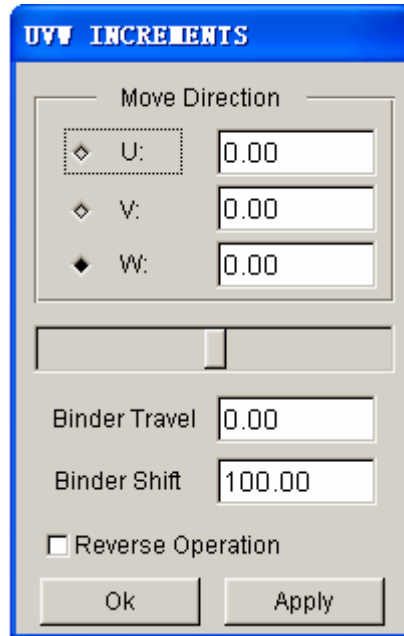 UVW INCREMENTS
Move Direction
U: 0.00
V: 0.00
W: 0.00
Binder Travel 0.00
Binder Shift 100.00
Reverse Operation
Ok Apply